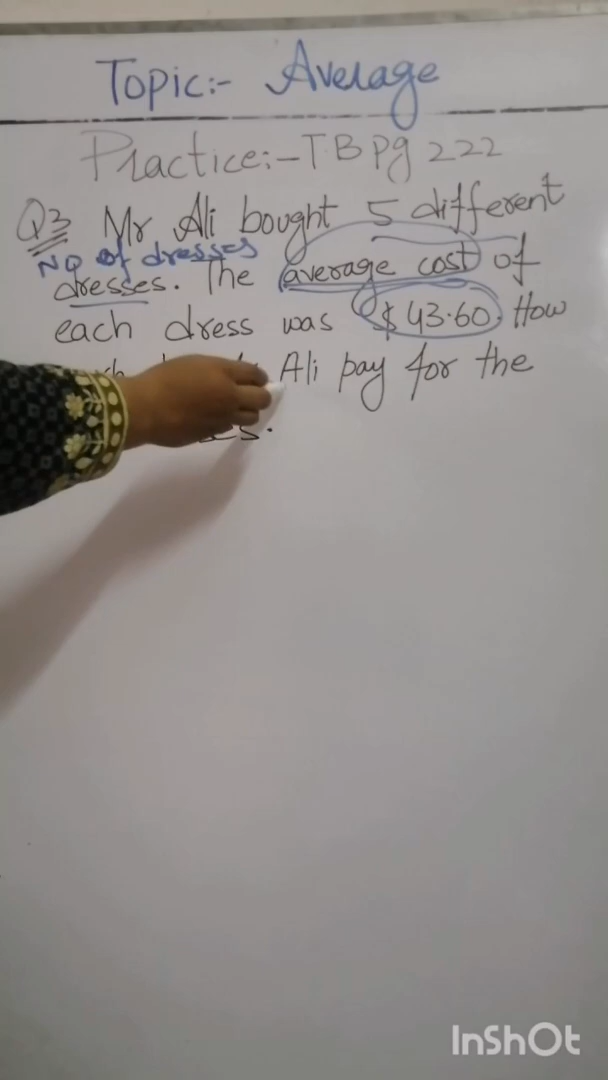 Topic:- Average
Practice:- TB pg 222
Q3 Mr Ali bought 5 different
No of dresses
dresses. The average cost of
each dress was $43.60. How
Ali pay for the
InShOt